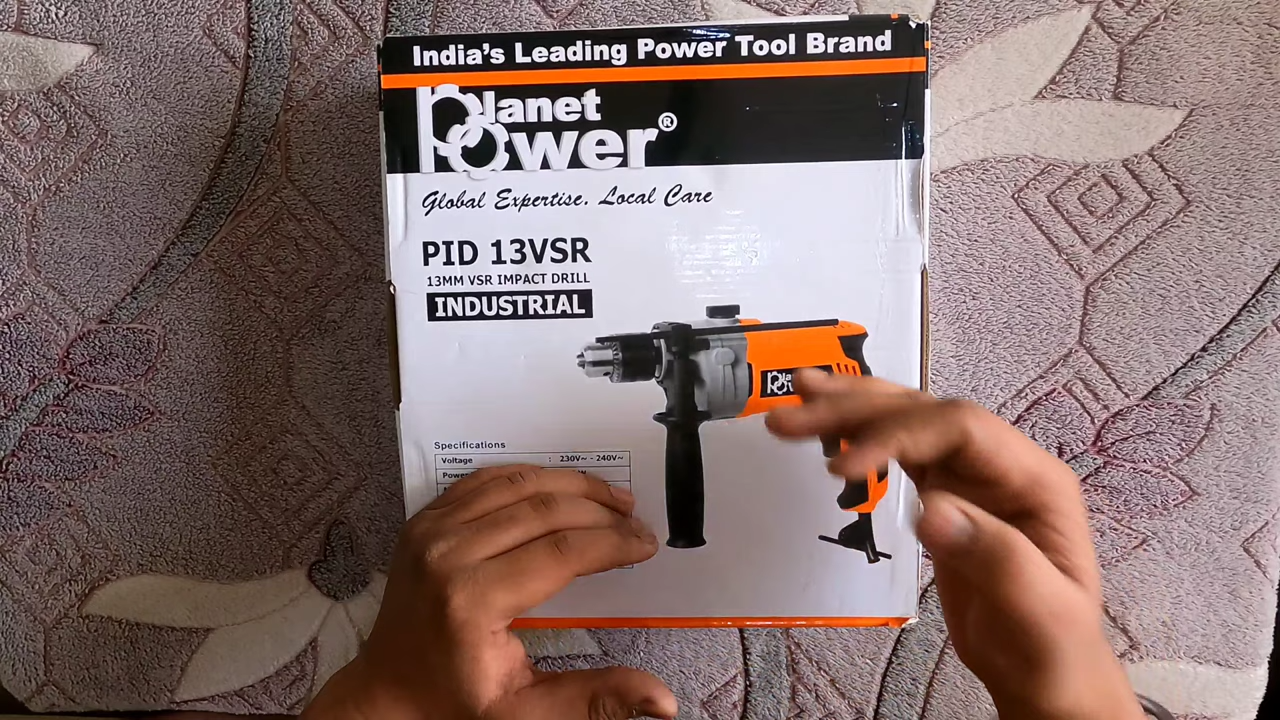 India's Leading Power Tool Brand
Planet
Power®
Global Expertise. Local Care
PID 13VSR
13MM VSR IMPACT DRILL
INDUSTRIAL
Specifications
Voltage : 230V~ - 240V~
Power